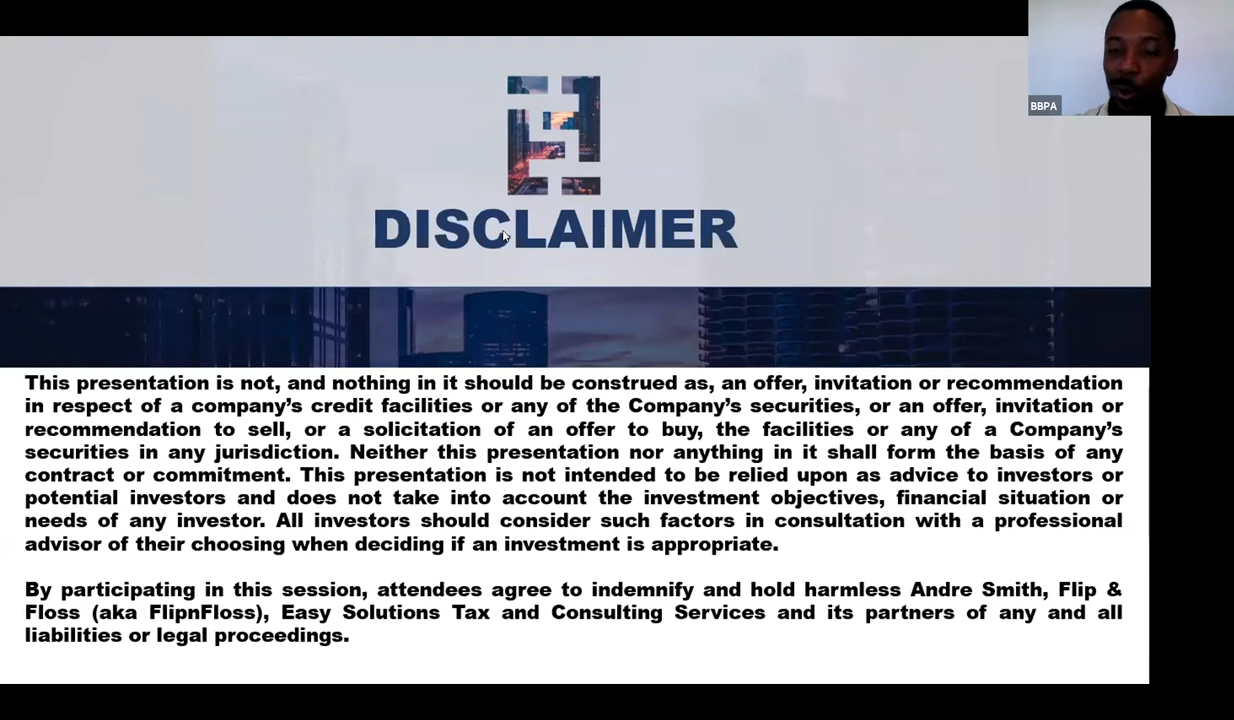 BBPA
DISCLAIMER
This presentation is not, and nothing in it should be construed as, an offer, invitation or recommendation
in respect of a company's credit facilities or any of the Company's securities, or an offer, invitation or
recommendation to sell, or a solicitation of an offer to buy, the facilities or any of a Company's
securities in any jurisdiction. Neither this presentation nor anything in it shall form the basis of any
contract or commitment. This presentation is not intended to be relied upon as advice to investors or
potential investors and does not take into account the investment objectives, financial situation or
needs of any investor. All investors should consider such factors in consultation with a professional
advisor of their choosing when deciding if an investment is appropriate.
By participating in this session, attendees agree to indemnify and hold harmless Andre Smith, Flip &
Floss (aka FlipnFloss), Easy Solutions Tax and Consulting Services and its partners of any and all
liabilities or legal proceedings.